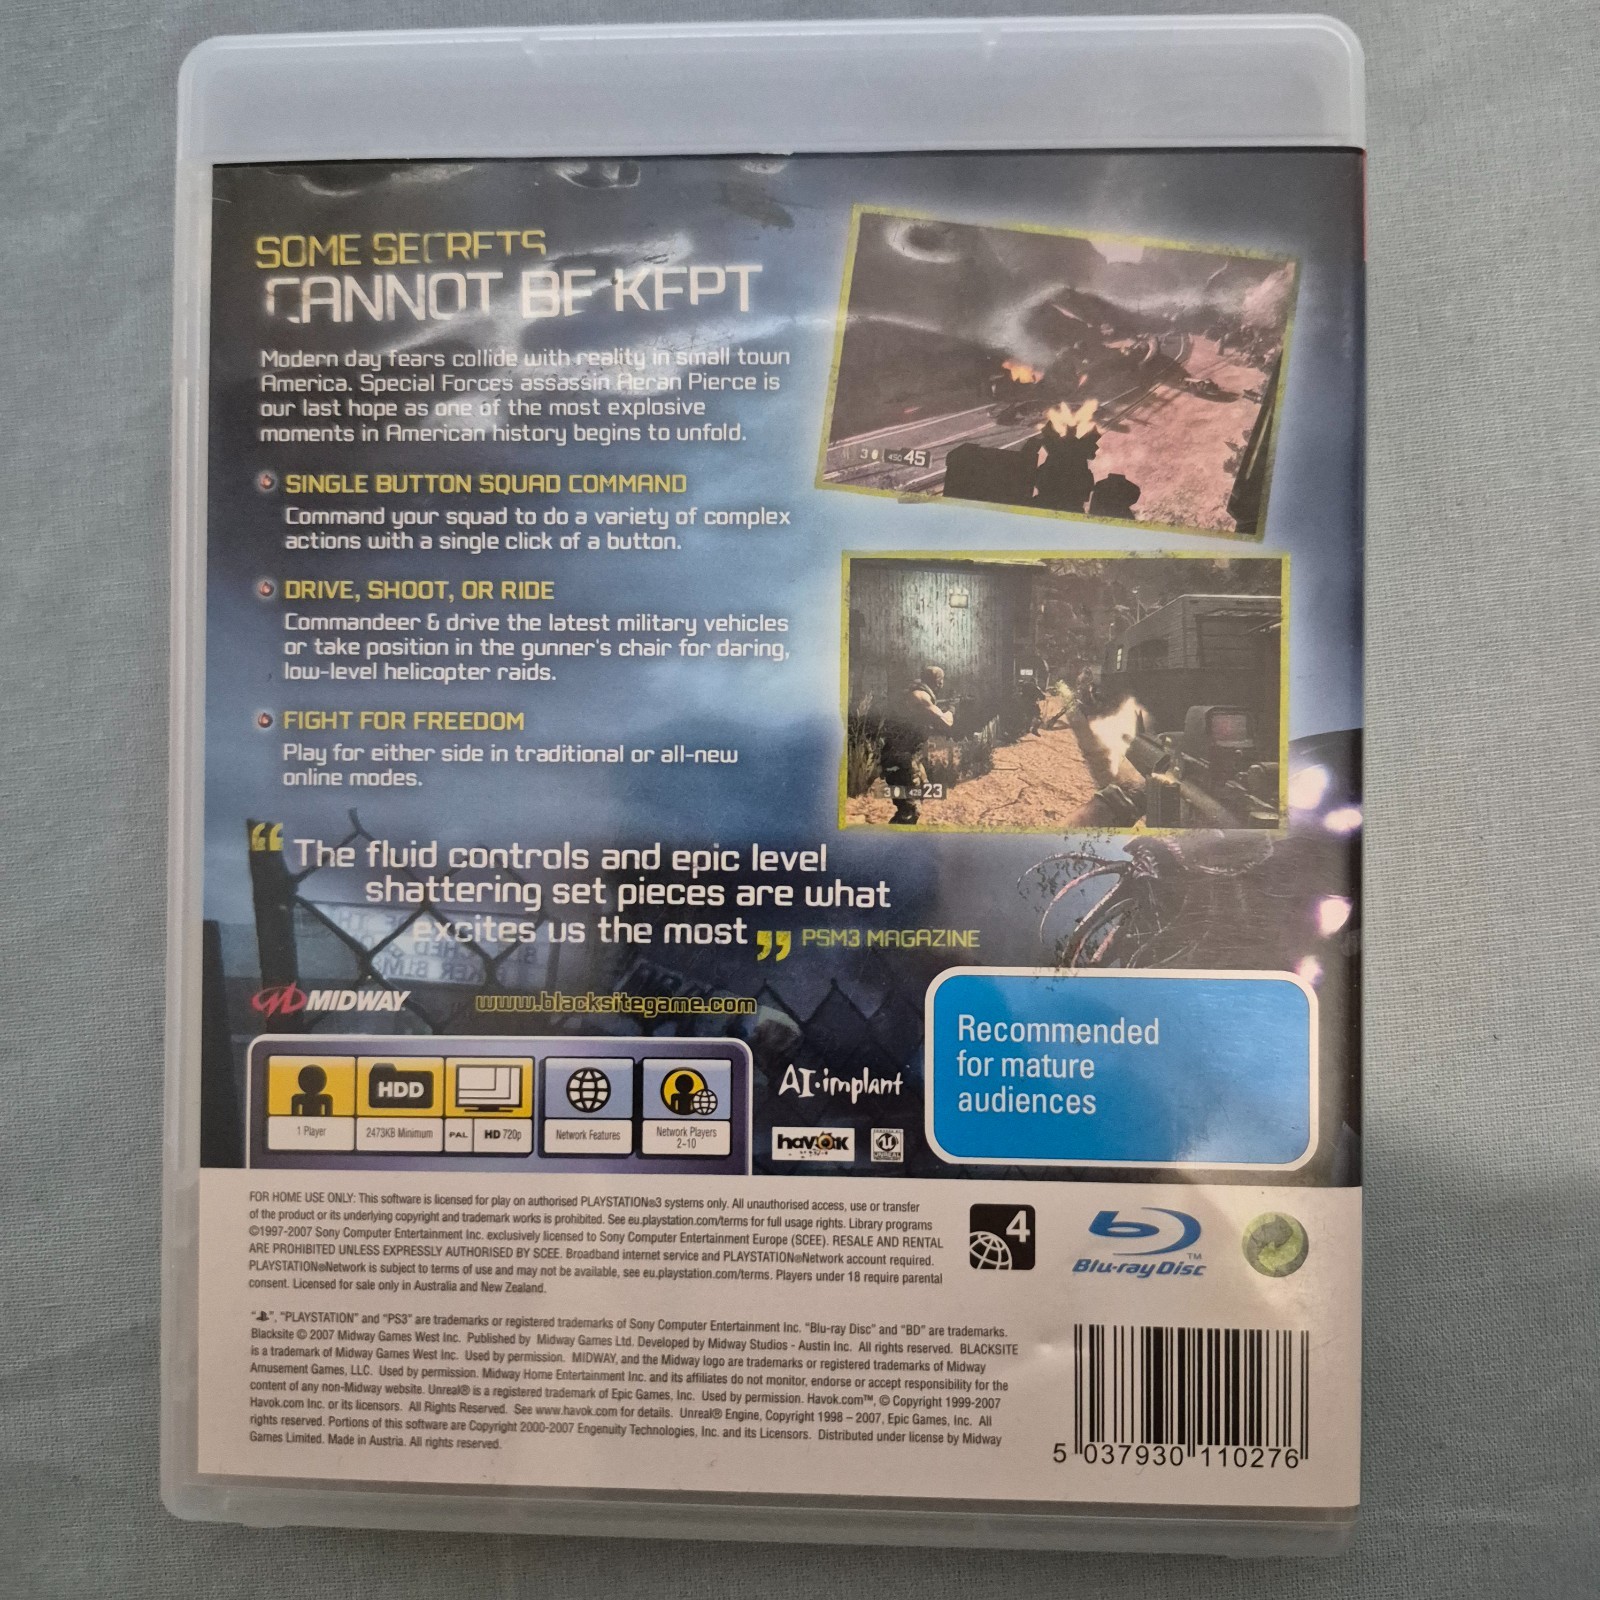 SOME SECRETS
CANNOT BE KEPT
Modern day fears collide with reality in small town
America. Special Forces assassin Aeran Pierce is
our last hope as one of the most explosive
moments in American history begins to unfold.
SINGLE BUTTON SQUAD COMMAND
Command your squad to do a variety of complex
actions with a single click of a button.
DRIVE, SHOOT, OR RIDE
Commandeer & drive the latest military vehicles
or take position in the gunner's chair for daring,
low-level helicopter raids.
FIGHT FOR FREEDOM
Play for either side in traditional or all-new
online modes.
3 450 45
3 428 23
“The fluid controls and epic level
shattering set pieces are what
excites us the most” PSM3 MAGAZINE
MIDWAY
www.blacksitegame.com
HDD
1 Player
2473KB Minimum
PAL
HD 720p
Network Features
Network Players
2-10
AI·implant
havok
UNREAL
Recommended
for mature
audiences
FOR HOME USE ONLY: This software is licensed for play on authorised PLAYSTATION®3 systems only. All unauthorised access, use or transfer
of the product or its underlying copyright and trademark works is prohibited. See eu.playstation.com/terms for full usage rights. Library programs
©1997-2007 Sony Computer Entertainment Inc. exclusively licensed to Sony Computer Entertainment Europe (SCEE). RESALE AND RENTAL
ARE PROHIBITED UNLESS EXPRESSLY AUTHORISED BY SCEE. Broadband internet service and PLAYSTATION®Network account required.
PLAYSTATION®Network is subject to terms of use and may not be available, see eu.playstation.com/terms. Players under 18 require parental
consent. Licensed for sale only in Australia and New Zealand.
4
Blu-ray Disc™
"", "PLAYSTATION" and "PS3" are trademarks or registered trademarks of Sony Computer Entertainment Inc. "Blu-ray Disc" and "BD" are trademarks.
Blacksite © 2007 Midway Games West Inc. Published by Midway Games Ltd. Developed by Midway Studios - Austin Inc. All rights reserved. BLACKSITE
is a trademark of Midway Games West Inc. Used by permission. MIDWAY, and the Midway logo are trademarks or registered trademarks of Midway
Amusement Games, LLC. Used by permission. Midway Home Entertainment Inc. and its affiliates do not monitor, endorse or accept responsibility for the
content of any non-Midway website. Unreal® is a registered trademark of Epic Games, Inc. Used by permission. Havok.com™, © Copyright 1999-2007
Havok.com Inc. or its licensors. All Rights Reserved. See www.havok.com for details. Unreal® Engine, Copyright 1998 – 2007, Epic Games, Inc. All
rights reserved. Portions of this software are Copyright 2000-2007 Engenuity Technologies, Inc. and its Licensors. Distributed under license by Midway
Games Limited. Made in Austria. All rights reserved.
5 037930 110276